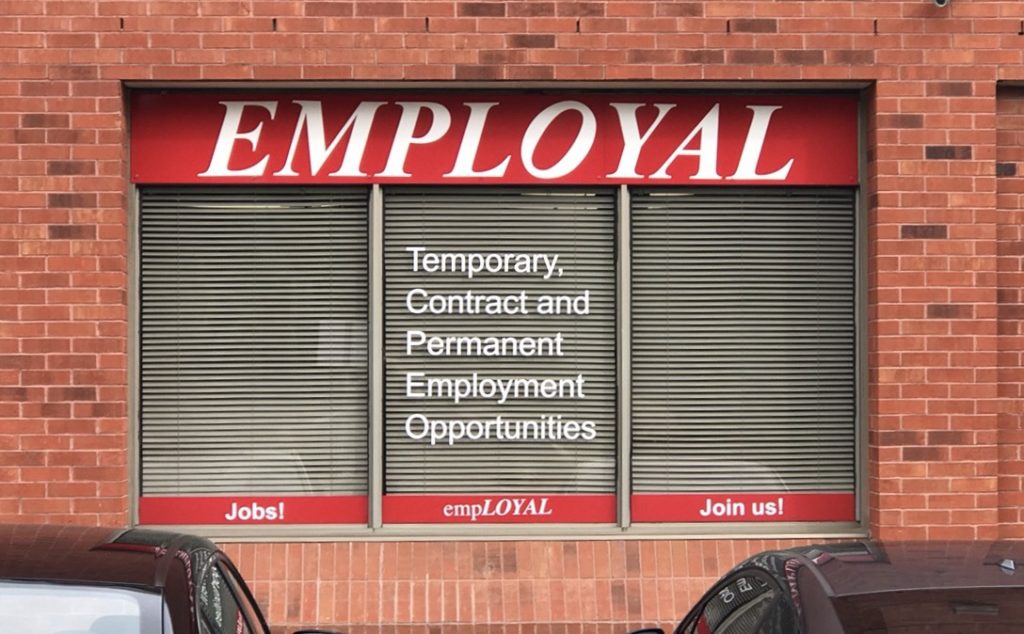 EMPLOYAL
Temporary,
Contract and
Permanent
Employment
Opportunities
Jobs!
empLOYAL
Join us!